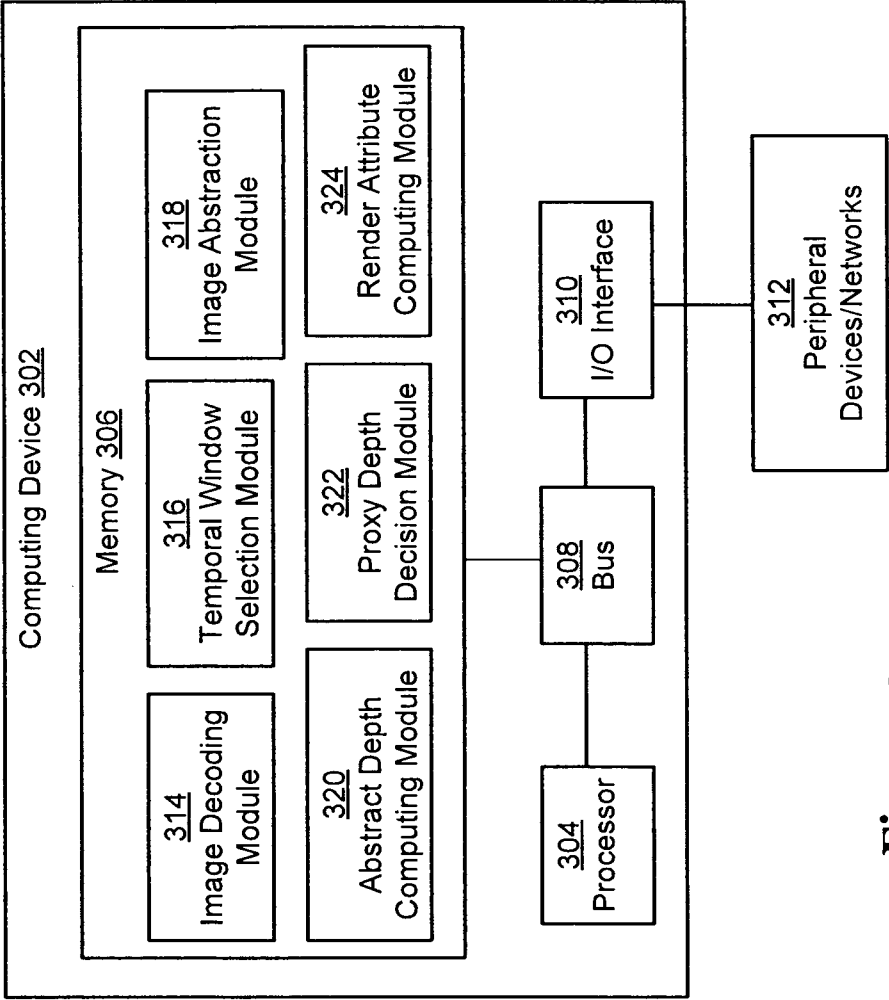 Computing Device 302
Memory 306
314
Image Decoding
Module
316
Temporal Window
Selection Module
318
Image Abstraction
Module
320
Abstract Depth
Computing Module
322
Proxy Depth
Decision Module
324
Render Attribute
Computing Module
304
Processor
308
Bus
310
I/O Interface
312
Peripheral
Devices/Networks